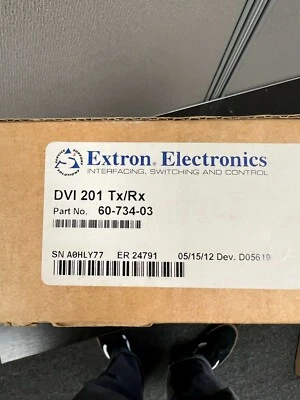 Extron® Electronics
INTERFACING, SWITCHING AND CONTROL
DVI 201 Tx/Rx
Part No. 60-734-03
SN A0HLY77 ER 24791 05/15/12 Dev. D05619